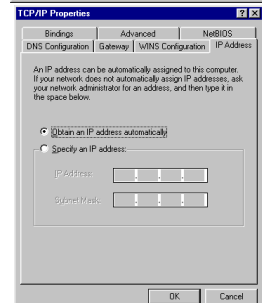 TCP/IP Properties
Bindings Advanced NetBIOS
DNS Configuration Gateway WINS Configuration IP Address
An IP address can be automatically assigned to this computer.
If your network does not automatically assign IP addresses, ask
your network administrator for an address, and then type it in
the space below.
Obtain an IP address automatically
Specify an IP address:
IP Address:
Subnet Mask:
OK Cancel